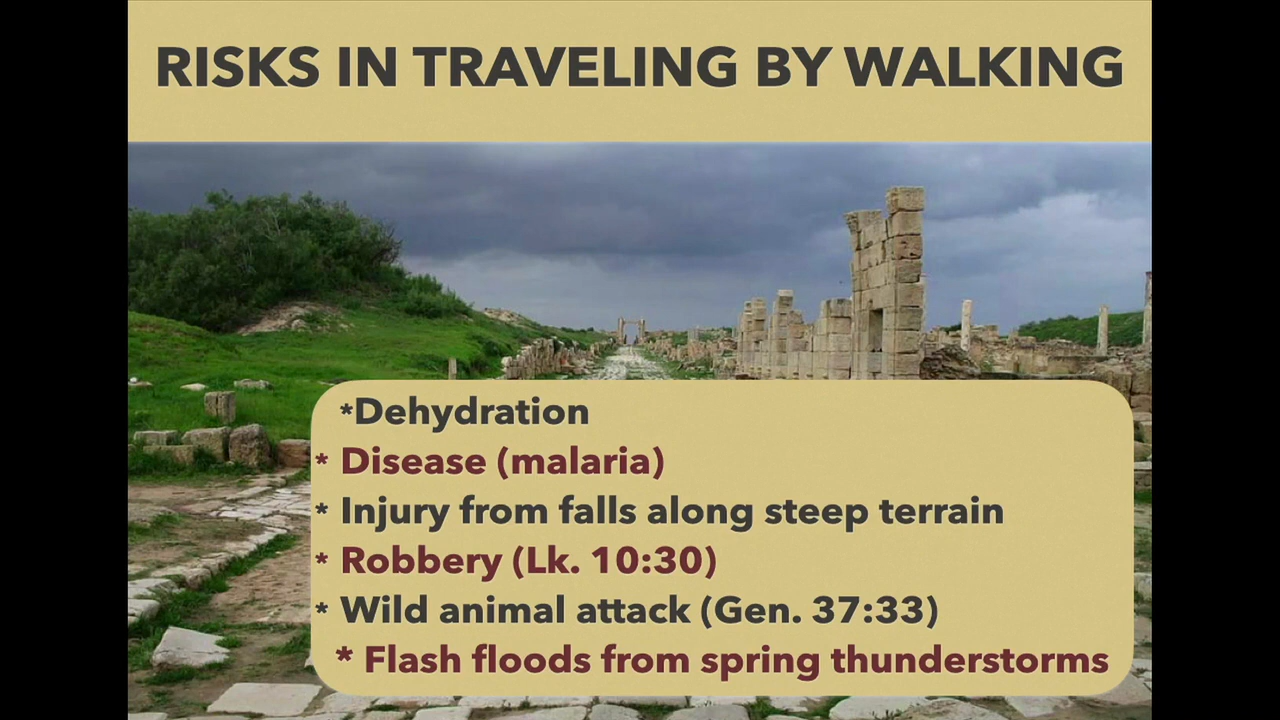 RISKS IN TRAVELING BY WALKING
*Dehydration
* Disease (malaria)
* Injury from falls along steep terrain
* Robbery (Lk. 10:30)
* Wild animal attack (Gen. 37:33)
* Flash floods from spring thunderstorms